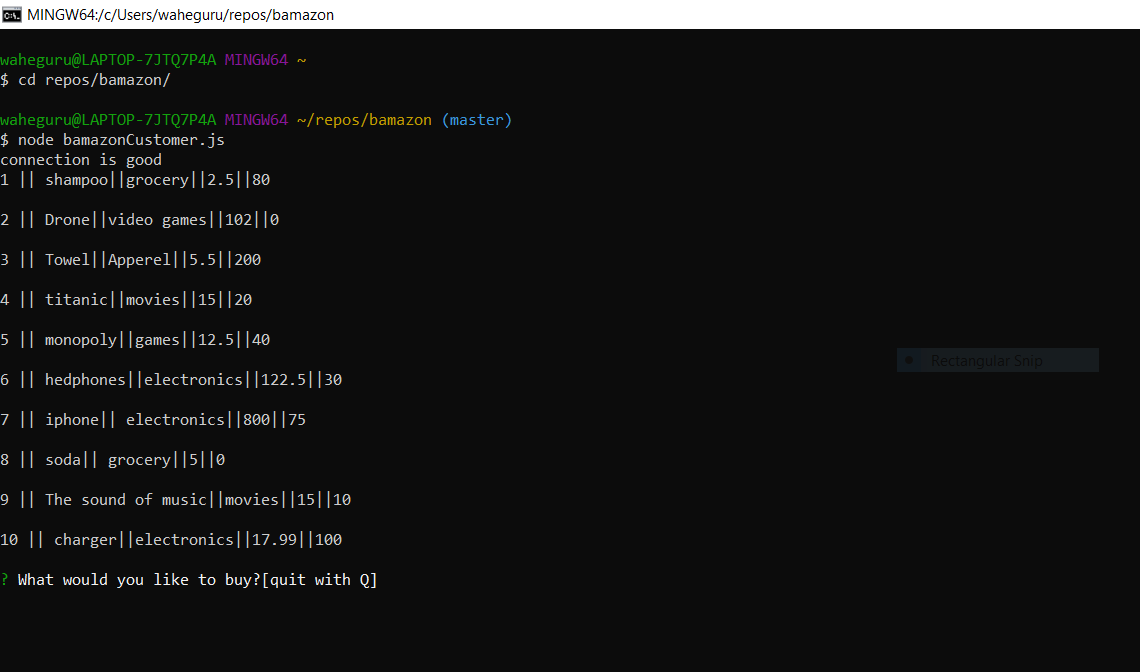 MINGW64:/c/Users/waheguru/repos/bamazon
waheguru@LAPTOP-7JTQ7P4A MINGW64 ~
$ cd repos/bamazon/
waheguru@LAPTOP-7JTQ7P4A MINGW64 ~/repos/bamazon (master)
$ node bamazonCustomer.js
connection is good
1 || shampoo||grocery||2.5||80
2 || Drone||video games||102||0
3 || Towel||Apperel||5.5||200
4 || titanic||movies||15||20
5 || monopoly||games||12.5||40
6 || hedphones||electronics||122.5||30
7 || iphone|| electronics||800||75
Rectangular Snip
8 || soda|| grocery||5||0
9 || The sound of music||movies||15||10
10 || charger||electronics||17.99||100
? What would you like to buy?[quit with Q]